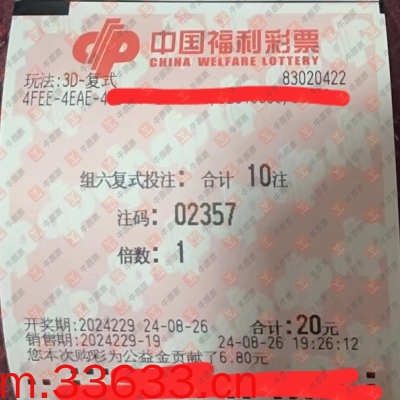 中国福利彩票
CHINA WELFARE LOTTERY
玩法:3D-复式 83020422
4FEE-4EAE-4
组六复式投注: 合计 10注
注码: 02357
倍数: 1
开奖期:2024229 24-08-26 合计:20元
销售期:2024229-19 24-08-26 19:26:12
您本次购彩为公益金贡献了6.80元
m.33633.cn